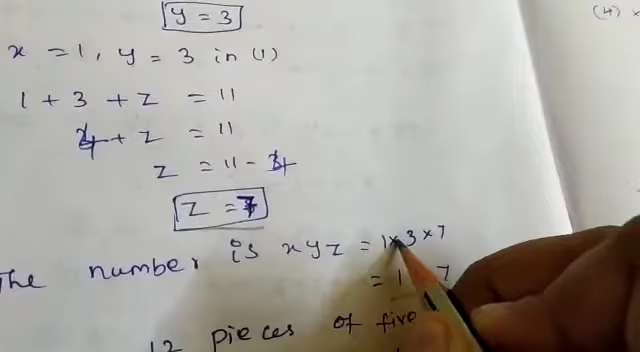 y = 3
(4) x
x = 1, y = 3 in (1)
1 + 3 + z = 11
4 + z = 11
z = 11 - 4
z = 7
The number is xyz = 1 × 3 × 7
= 1 7
12 pieces of five